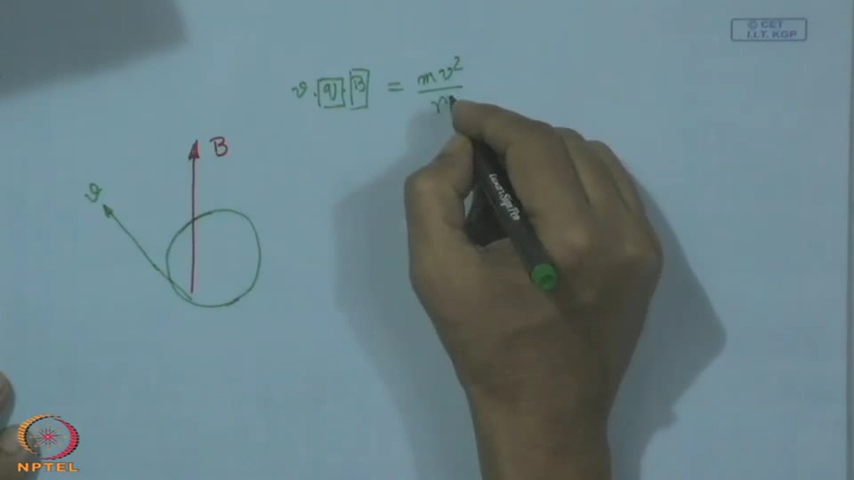 © CET
I.I.T. KGP
v · q · B = mv² / r
B
v
NPTEL